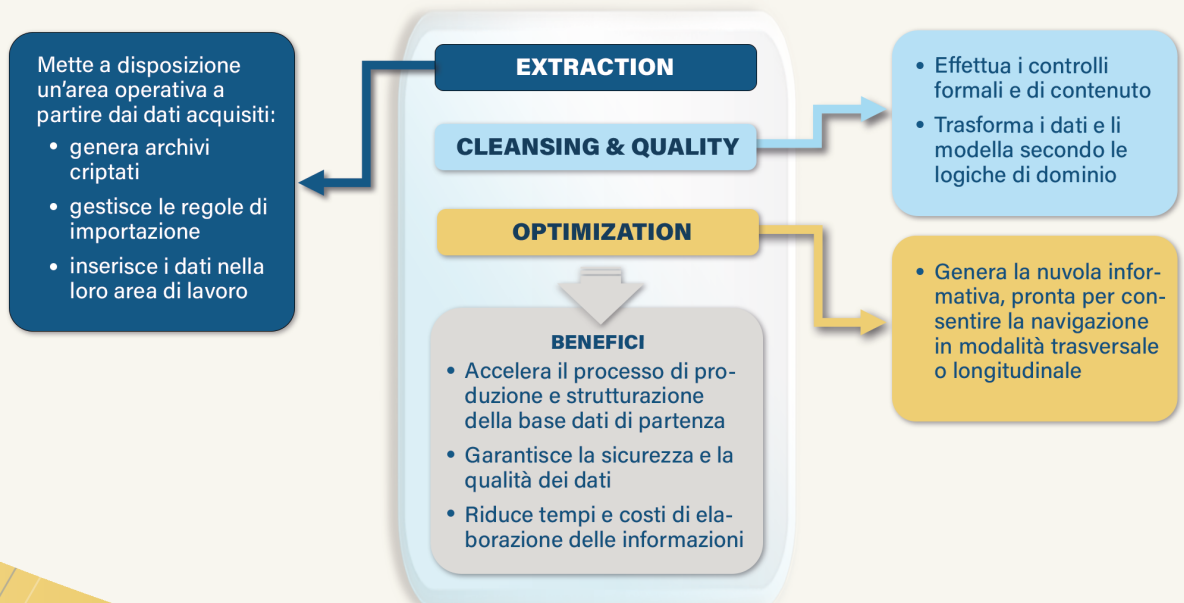 Mette a disposizione
un'area operativa a
partire dai dati acquisiti:
• genera archivi
criptati
• gestisce le regole di
importazione
• inserisce i dati nella
loro area di lavoro
EXTRACTION
CLEANSING & QUALITY
OPTIMIZATION
BENEFICI
• Accelera il processo di pro-
duzione e strutturazione
della base dati di partenza
• Garantisce la sicurezza e la
qualità dei dati
• Riduce tempi e costi di ela-
borazione delle informazioni
• Effettua i controlli
formali e di contenuto
• Trasforma i dati e li
modella secondo le
logiche di dominio
• Genera la nuvola infor-
mativa, pronta per con-
sentire la navigazione
in modalità trasversale
o longitudinale